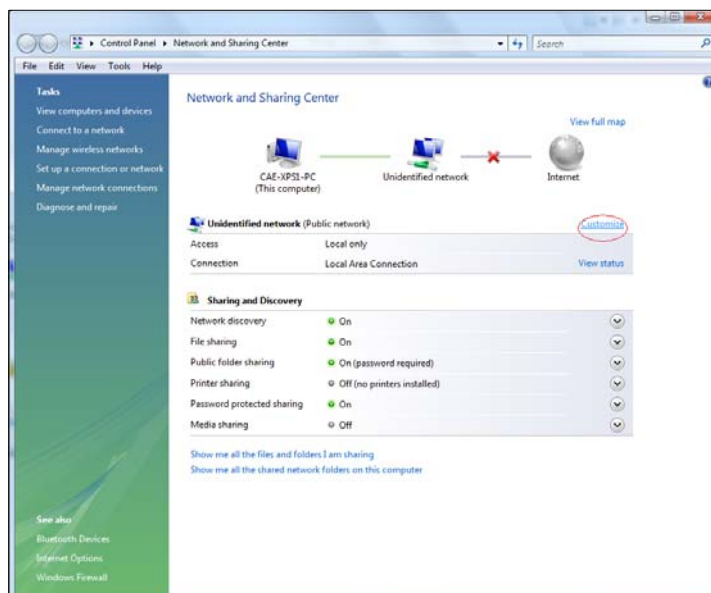 Control Panel ▸ Network and Sharing Center
Search
File Edit View Tools Help
Tasks
View computers and devices
Connect to a network
Manage wireless networks
Set up a connection or network
Manage network connections
Diagnose and repair
See also
Bluetooth Devices
Internet Options
Windows Firewall
Network and Sharing Center
View full map
CAE-XPS1-PC
(This computer)
Unidentified network
Internet
Unidentified network (Public network)
Customize
Access Local only
Connection Local Area Connection View status
Sharing and Discovery
Network discovery On
File sharing On
Public folder sharing On (password required)
Printer sharing Off (no printers installed)
Password protected sharing On
Media sharing Off
Show me all the files and folders I am sharing
Show me all the shared network folders on this computer